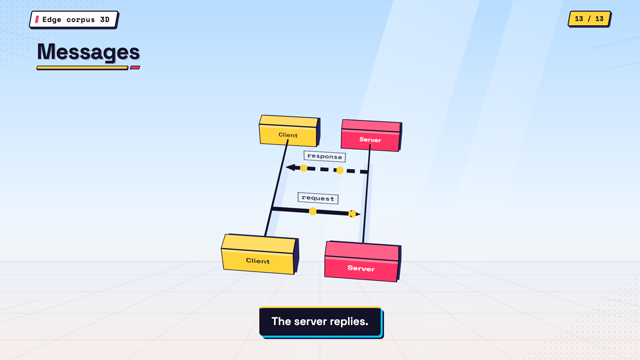 Edge corpus 3D
13 / 13
Messages
Client
Server
response
request
Client
Server
The server replies.